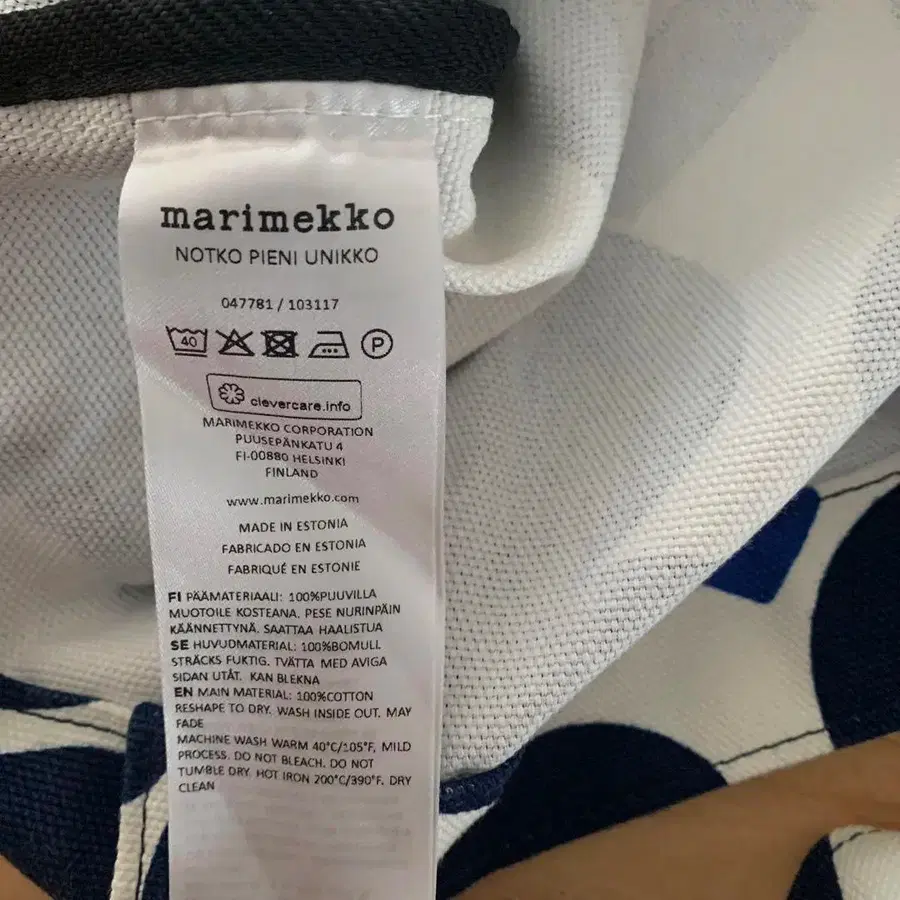 marimekko
NOTKO PIENI UNIKKO
047781 / 103117
40 P
clevercare.info
MARIMEKKO CORPORATION
PUUSEPÄNKATU 4
FI-00880 HELSINKI
FINLAND
www.marimekko.com
MADE IN ESTONIA
FABRICADO EN ESTONIA
FABRIQUÉ EN ESTONIE
FI PÄÄMATERIAALI: 100%PUUVILLA
MUOTOILE KOSTEANA. PESE NURINPÄIN
KÄÄNNETTYNÄ. SAATTAA HAALISTUA
SE HUVUDMATERIAL: 100%BOMULL
STRÄCKS FUKTIG. TVÄTTA MED AVIGA
SIDAN UTÅT. KAN BLEKNA
EN MAIN MATERIAL: 100%COTTON
RESHAPE TO DRY. WASH INSIDE OUT. MAY
FADE
MACHINE WASH WARM 40°C/105°F, MILD
PROCESS. DO NOT BLEACH. DO NOT
TUMBLE DRY. HOT IRON 200°C/390°F. DRY
CLEAN